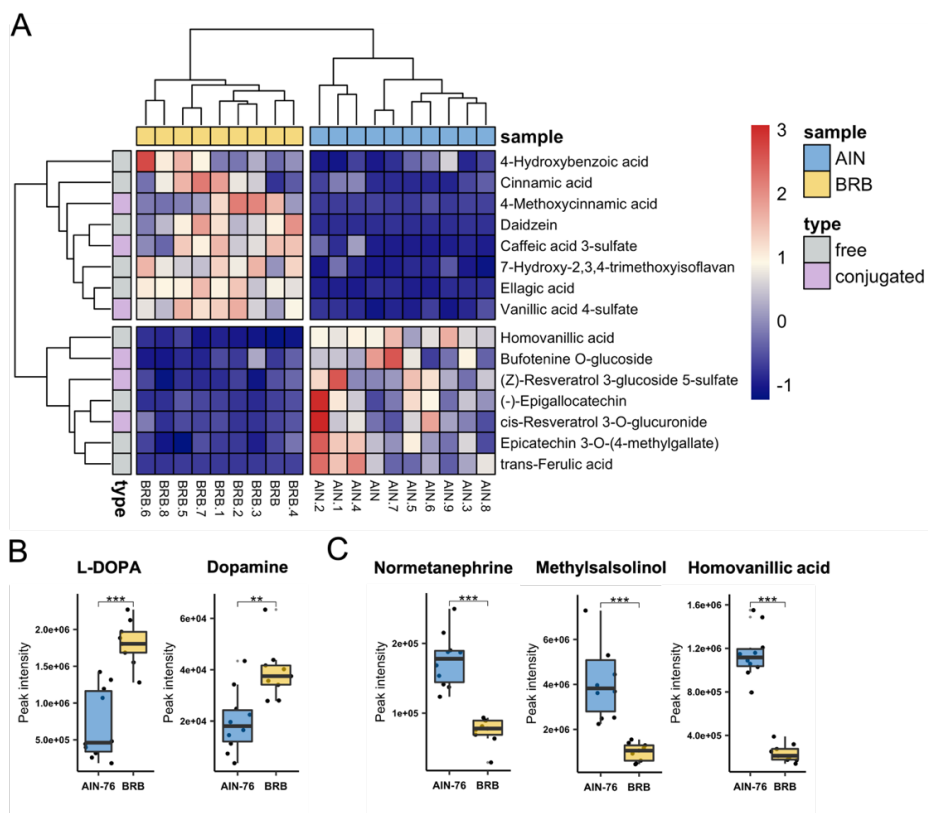 A
sample
4-Hydroxybenzoic acid
Cinnamic acid
4-Methoxycinnamic acid
Daidzein
Caffeic acid 3-sulfate
7-Hydroxy-2,3,4-trimethoxyisoflavan
Ellagic acid
Vanillic acid 4-sulfate
Homovanillic acid
Bufotenine O-glucoside
(Z)-Resveratrol 3-glucoside 5-sulfate
(-)-Epigallocatechin
cis-Resveratrol 3-O-glucuronide
Epicatechin 3-O-(4-methylgallate)
trans-Ferulic acid
type
BRB.6
BRB.8
BRB.5
BRB.7
BRB.1
BRB.2
BRB.3
BRB
BRB.4
AIN.2
AIN.1
AIN.4
AIN
AIN.7
AIN.5
AIN.6
AIN.9
AIN.3
AIN.8
3
2
1
0
-1
sample
AIN
BRB
type
free
conjugated
B
L-DOPA
***
Peak intensity
2.0e+06
1.5e+06
1.0e+06
5.0e+05
AIN-76 BRB
Dopamine
**
Peak intensity
6e+04
4e+04
2e+04
AIN-76 BRB
C
Normetanephrine
***
Peak intensity
2e+05
1e+05
AIN-76 BRB
Methylsalsolinol
***
Peak intensity
6e+06
4e+06
2e+06
AIN-76 BRB
Homovanillic acid
***
Peak intensity
1.6e+06
1.2e+06
8.0e+05
4.0e+05
AIN-76 BRB